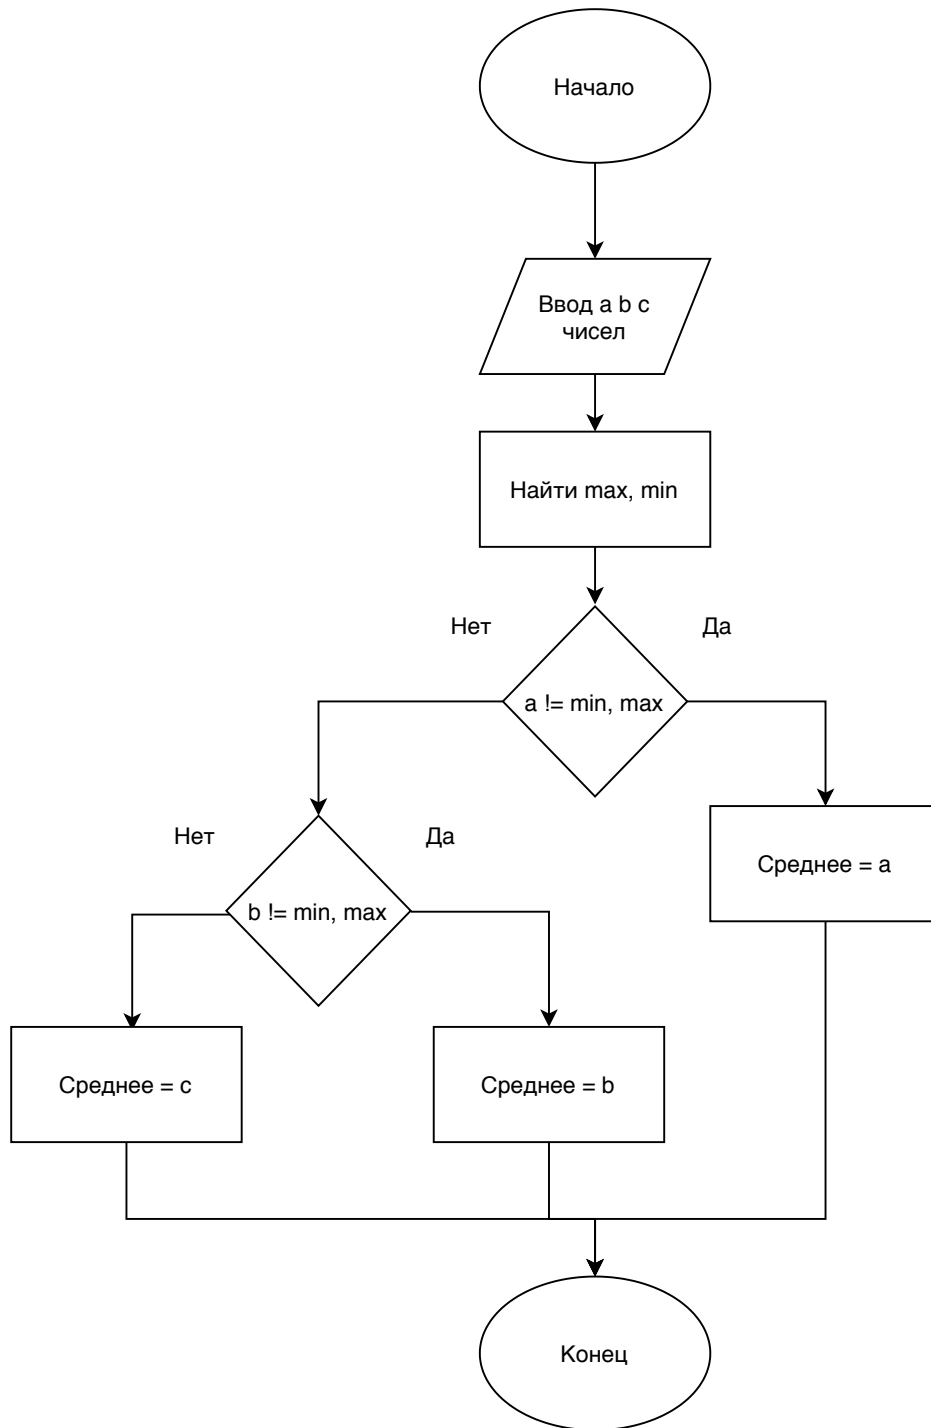 Начало
Ввод a b c
чисел
Найти max, min
Нет
Да
a != min, max
Нет
Да
Среднее = a
b != min, max
Среднее = c
Среднее = b
Конец